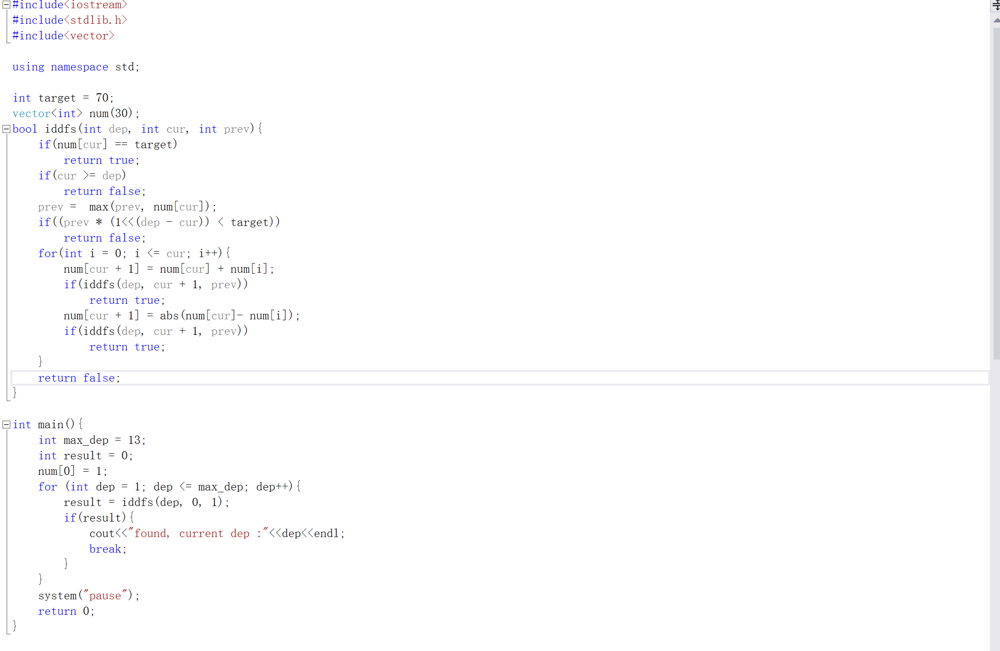 #include<iostream>
#include<stdlib.h>
#include<vector>
using namespace std;
int target = 70;
vector<int> num(30);
bool iddfs(int dep, int cur, int prev){
    if(num[cur] == target)
        return true;
    if(cur >= dep)
        return false;
    prev =  max(prev, num[cur]);
    if((prev * (1<<(dep - cur)) < target))
        return false;
    for(int i = 0; i <= cur; i++){
        num[cur + 1] = num[cur] + num[i];
        if(iddfs(dep, cur + 1, prev))
            return true;
        num[cur + 1] = abs(num[cur]- num[i]);
        if(iddfs(dep, cur + 1, prev))
            return true;
    }
    return false;
}
int main(){
    int max_dep = 13;
    int result = 0;
    num[0] = 1;
    for (int dep = 1; dep <= max_dep; dep++){
        result = iddfs(dep, 0, 1);
        if(result){
            cout<<"found, current dep :"<<dep<<endl;
            break;
        }
    }
    system("pause");
    return 0;
}